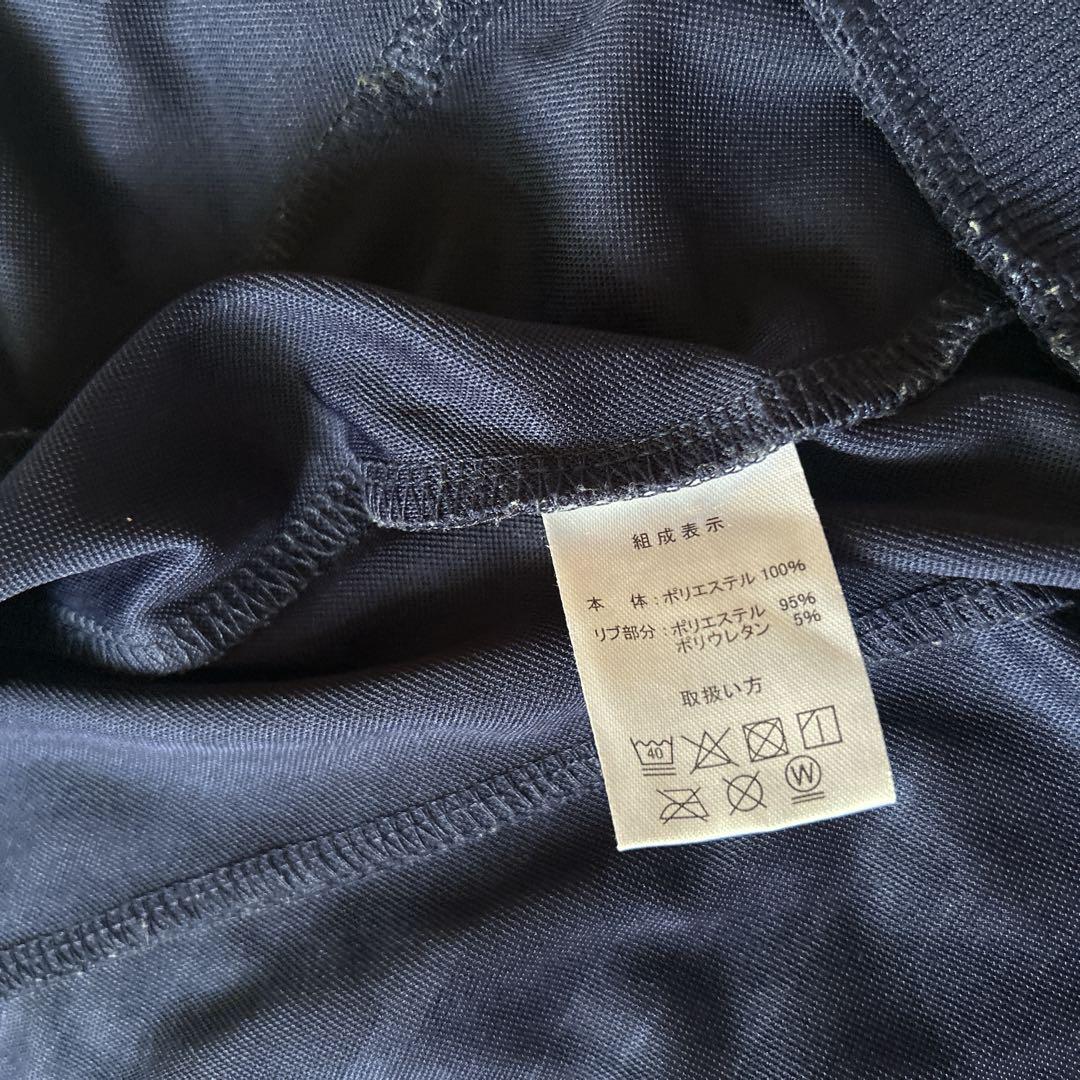 組成表示
本 体：ポリエステル 100%
リブ部分：ポリエステル 95%
ポリウレタン 5%
取扱い方
40
W